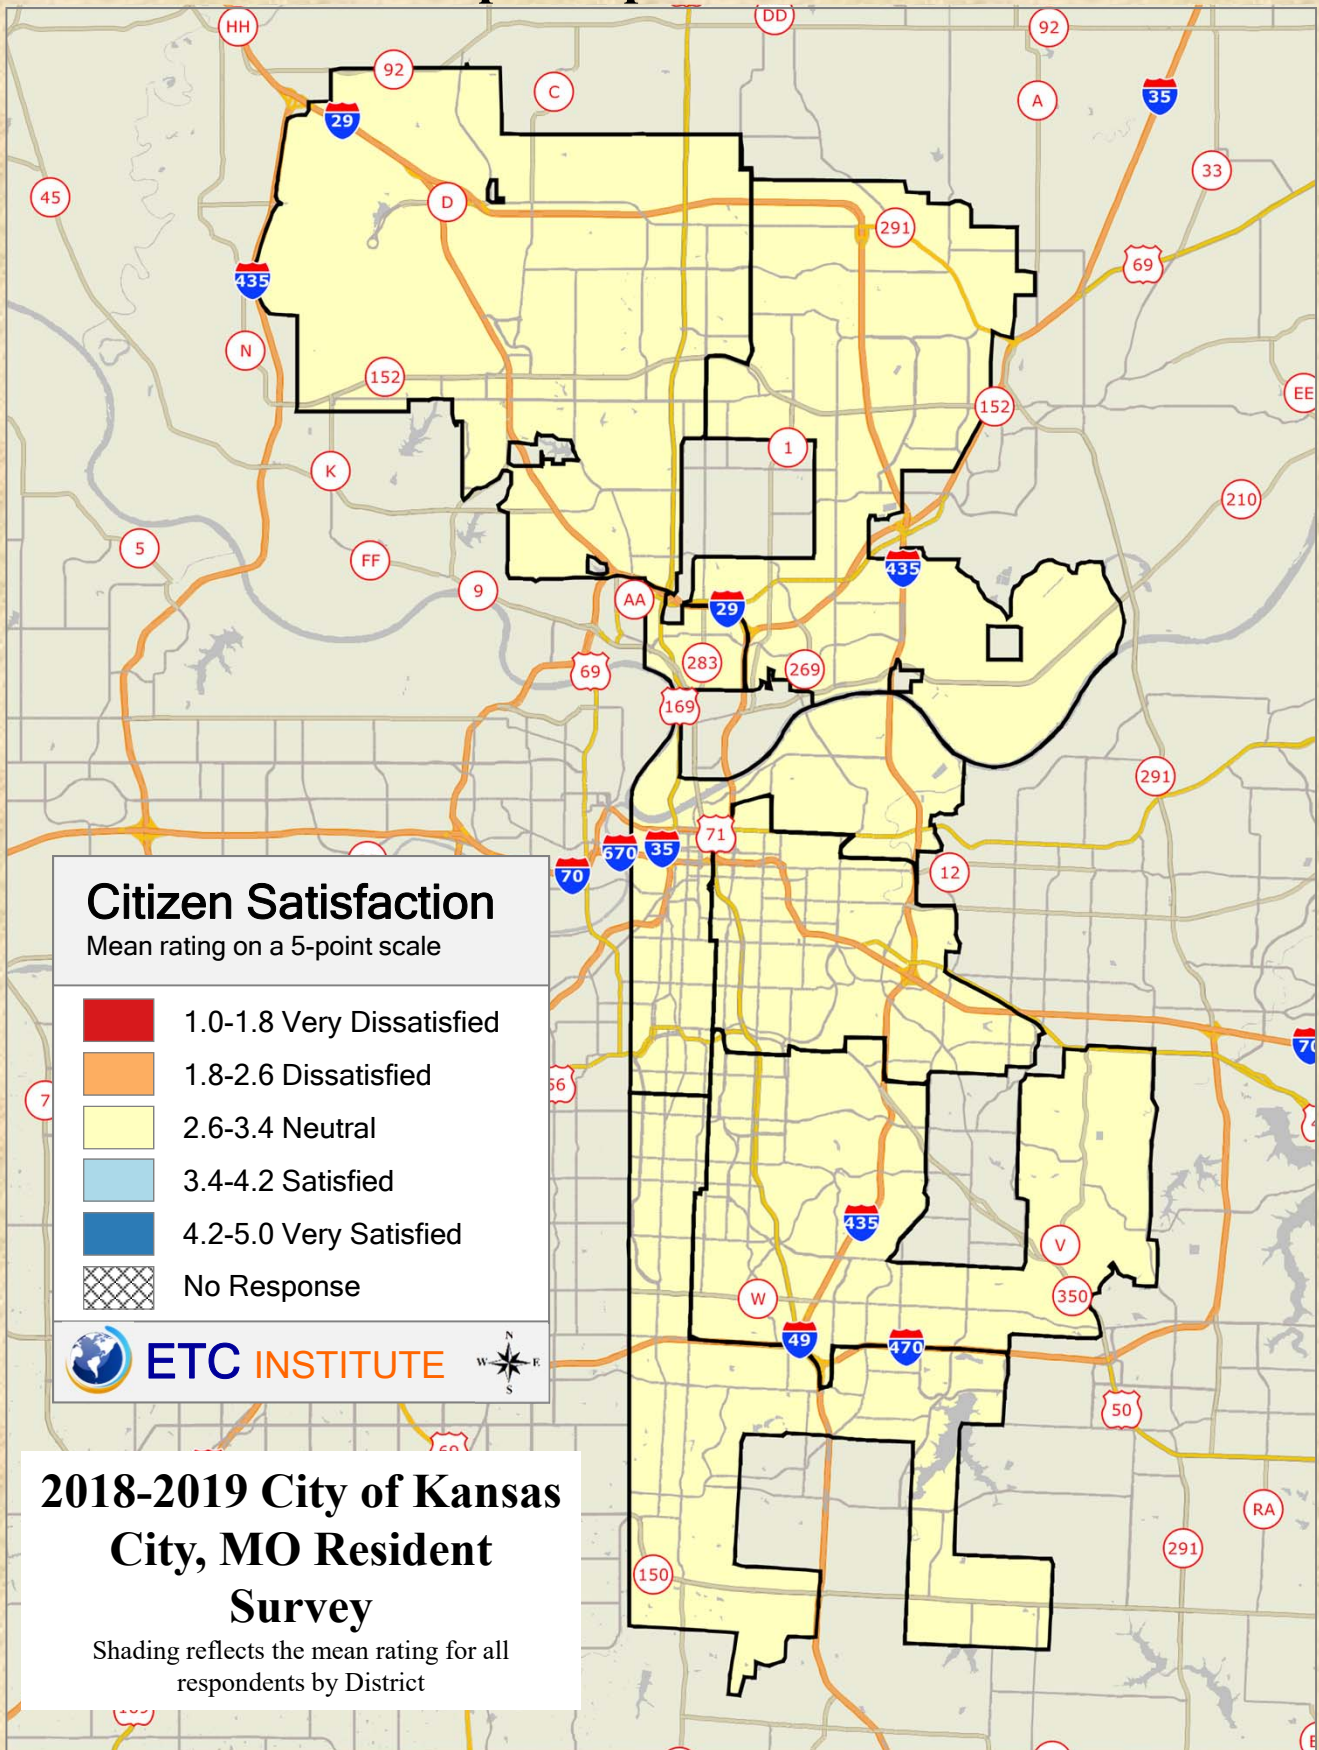 HH
DD
92
92
C
A
35
29
33
45
D
291
69
435
N
152
EE
152
1
K
210
5
FF
435
9
AA
29
283
269
69
169
291
71
670
35
70
12
Citizen Satisfaction
Mean rating on a 5-point scale
1.0-1.8 Very Dissatisfied
1.8-2.6 Dissatisfied
2.6-3.4 Neutral
3.4-4.2 Satisfied
4.2-5.0 Very Satisfied
No Response
ETC INSTITUTE
N
W E
S
70
7
435
V
350
W
49
470
50
RA
291
150
2018-2019 City of Kansas
City, MO Resident
Survey
Shading reflects the mean rating for all
respondents by District